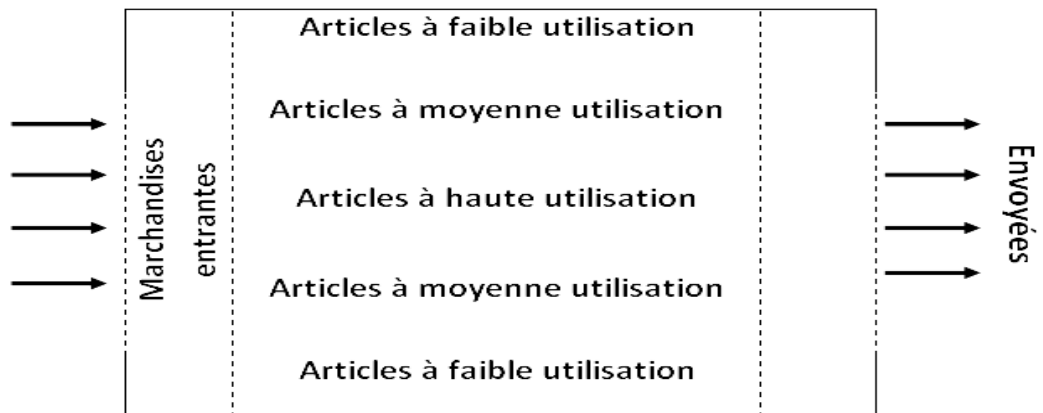 Articles à faible utilisation
Articles à moyenne utilisation
Marchandises
entrantes
Articles à haute utilisation
Envoyées
Articles à moyenne utilisation
Articles à faible utilisation